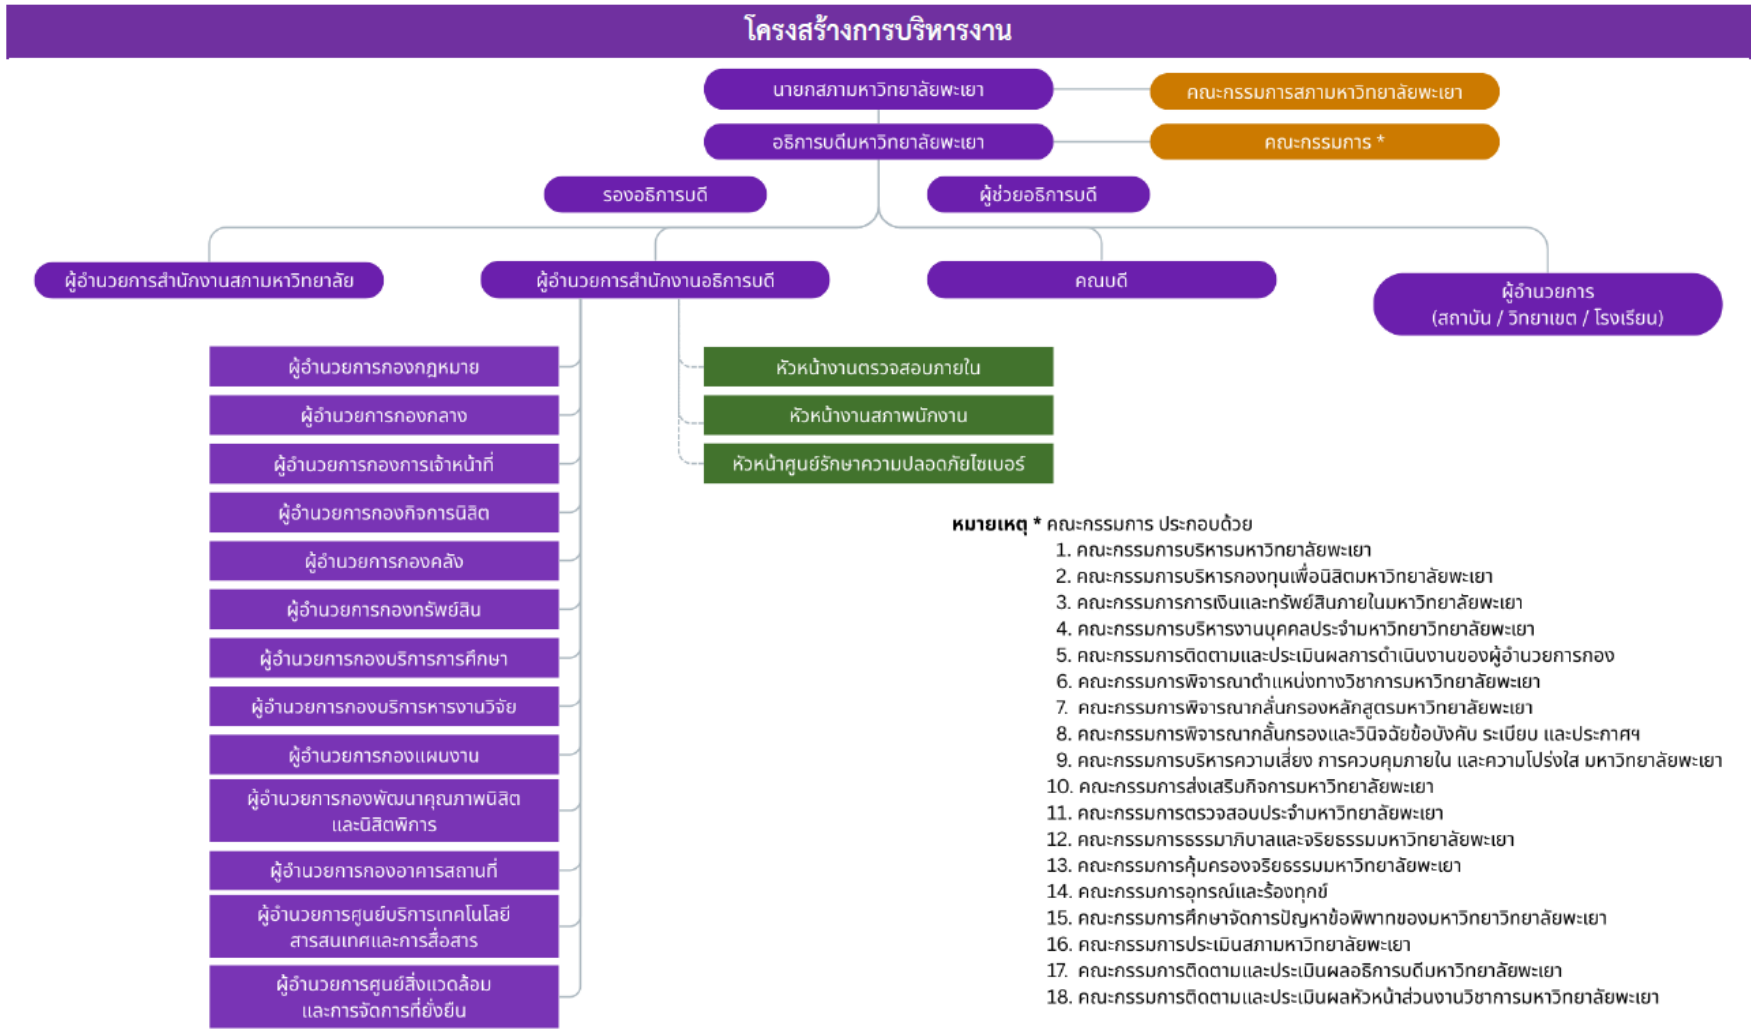 โครงสร้างการบริหารงาน
นายกสภามหาวิทยาลัยพะเยา
คณะกรรมการสภามหาวิทยาลัยพะเยา
อธิการบดีมหาวิทยาลัยพะเยา
คณะกรรมการ *
รองอธิการบดี
ผู้ช่วยอธิการบดี
ผู้อำนวยการสำนักงานสภามหาวิทยาลัย
ผู้อำนวยการสำนักงานอธิการบดี
คณบดี
ผู้อำนวยการ
(สถาบัน / วิทยาเขต / โรงเรียน)
ผู้อำนวยการกองกฎหมาย
ผู้อำนวยการกองกลาง
ผู้อำนวยการกองการเจ้าหน้าที่
ผู้อำนวยการกองกิจการนิสิต
ผู้อำนวยการกองคลัง
ผู้อำนวยการกองทรัพย์สิน
ผู้อำนวยการกองบริการการศึกษา
ผู้อำนวยการกองบริการหารงานวิจัย
ผู้อำนวยการกองแผนงาน
ผู้อำนวยการกองพัฒนาคุณภาพนิสิต
และนิสิตพิการ
ผู้อำนวยการกองอาคารสถานที่
ผู้อำนวยการศูนย์บริการเทคโนโลยี
สารสนเทศและการสื่อสาร
ผู้อำนวยการศูนย์สิ่งแวดล้อม
และการจัดการที่ยั่งยืน
หัวหน้างานตรวจสอบภายใน
หัวหน้างานสภาพนักงาน
หัวหน้าศูนย์รักษาความปลอดภัยไซเบอร์
หมายเหตุ * คณะกรรมการ ประกอบด้วย
1. คณะกรรมการบริหารมหาวิทยาลัยพะเยา
2. คณะกรรมการบริหารกองทุนเพื่อนิสิตมหาวิทยาลัยพะเยา
3. คณะกรรมการการเงินและทรัพย์สินภายในมหาวิทยาลัยพะเยา
4. คณะกรรมการบริหารงานบุคคลประจำมหาวิทยาวิทยาลัยพะเยา
5. คณะกรรมการติดตามและประเมินผลการดำเนินงานของผู้อำนวยการกอง
6. คณะกรรมการพิจารณาตำแหน่งทางวิชาการมหาวิทยาลัยพะเยา
7. คณะกรรมการพิจารณากลั่นกรองหลักสูตรมหาวิทยาลัยพะเยา
8. คณะกรรมการพิจารณากลั้นกรองและวินิจฉัยข้อบังคับ ระเบียบ และประกาศฯ
9. คณะกรรมการบริหารความเสี่ยง การควบคุมภายใน และความโปร่งใส มหาวิทยาลัยพะเยา
10. คณะกรรมการส่งเสริมกิจการมหาวิทยาลัยพะเยา
11. คณะกรรมการตรวจสอบประจำมหาวิทยาลัยพะเยา
12. คณะกรรมการธรรมาภิบาลและจริยธรรมมหาวิทยาลัยพะเยา
13. คณะกรรมการคุ้มครองจริยธรรมมหาวิทยาลัยพะเยา
14. คณะกรรมการอุทรณ์และร้องทุกข์
15. คณะกรรมการศึกษาจัดการปัญหาข้อพิพาทของมหาวิทยาวิทยาลัยพะเยา
16. คณะกรรมการประเมินสภามหาวิทยาลัยพะเยา
17. คณะกรรมการติดตามและประเมินผลอธิการบดีมหาวิทยาลัยพะเยา
18. คณะกรรมการติดตามและประเมินผลหัวหน้าส่วนงานวิชาการมหาวิทยาลัยพะเยา